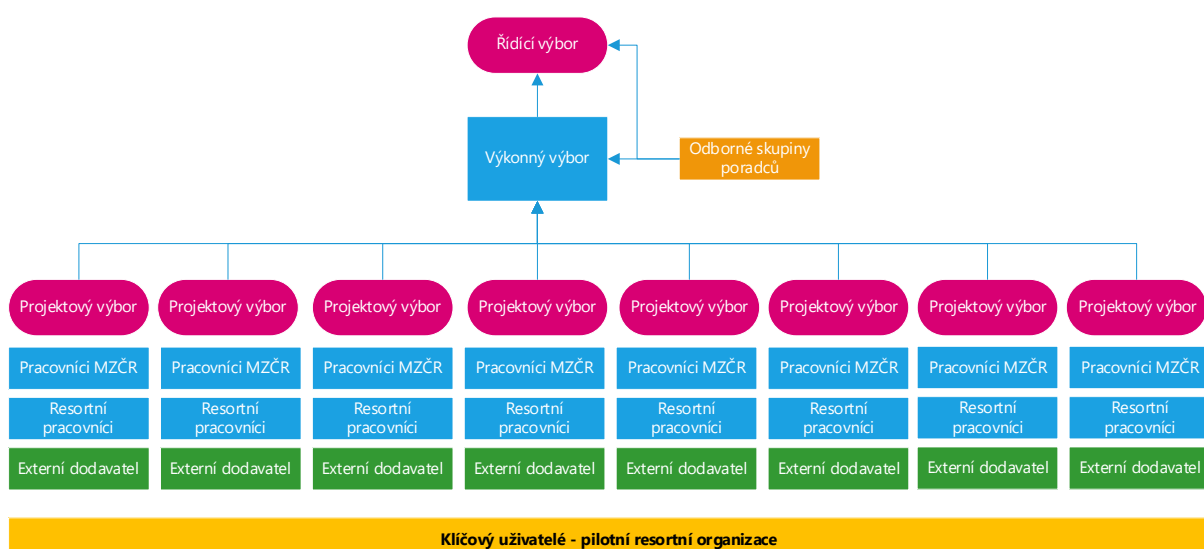 Řídící výbor
Výkonný výbor
Odborné skupiny
poradců
Projektový výbor
Projektový výbor
Projektový výbor
Projektový výbor
Projektový výbor
Projektový výbor
Projektový výbor
Projektový výbor
Pracovníci MZČR
Pracovníci MZČR
Pracovníci MZČR
Pracovníci MZČR
Pracovníci MZČR
Pracovníci MZČR
Pracovníci MZČR
Pracovníci MZČR
Resortní
pracovníci
Resortní
pracovníci
Resortní
pracovníci
Resortní
pracovníci
Resortní
pracovníci
Resortní
pracovníci
Resortní
pracovníci
Resortní
pracovníci
Externí dodavatel
Externí dodavatel
Externí dodavatel
Externí dodavatel
Externí dodavatel
Externí dodavatel
Externí dodavatel
Externí dodavatel
Klíčový uživatelé - pilotní resortní organizace